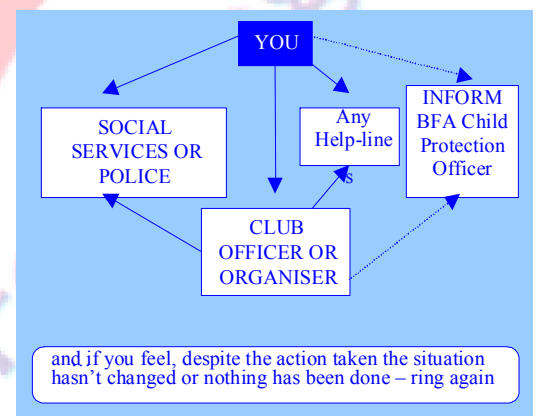 YOU
SOCIAL
SERVICES OR
POLICE
Any
Help-line
s
INFORM
BFA Child
Protection
Officer
CLUB
OFFICER OR
ORGANISER
and if you feel, despite the action taken the situation
hasn't changed or nothing has been done – ring again